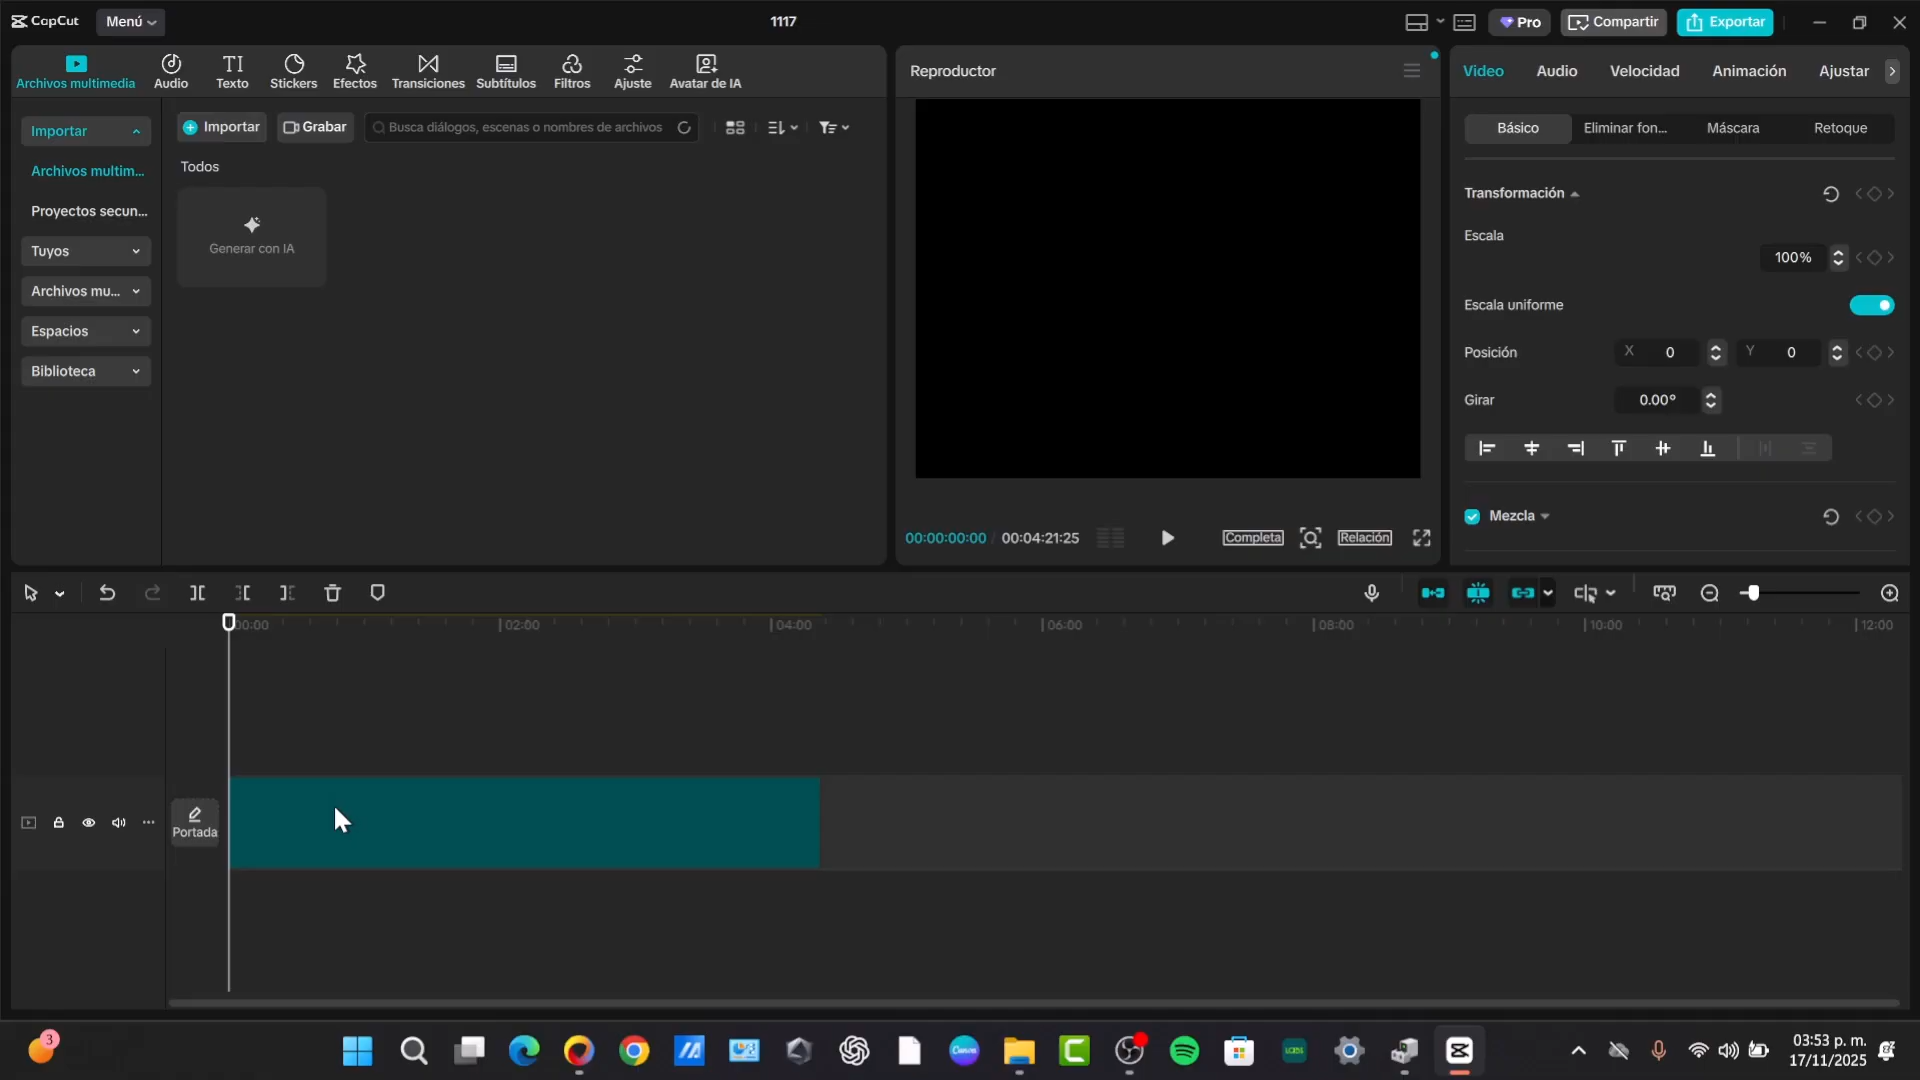 CapCut
Menú
1117
Pro
Compartir
Exportar
Archivos multimedia
Audio
Texto
Stickers
Efectos
Transiciones
Subtítulos
Filtros
Ajuste
Avatar de IA
Importar
Archivos multim...
Proyectos secun...
Tuyos
Archivos mu...
Espacios
Biblioteca
Importar
Grabar
Busca diálogos, escenas o nombres de archivos
Todos
Generar con IA
Reproductor
00:00:00:00 / 00:04:21:25
Completa
Relación
Video
Audio
Velocidad
Animación
Ajustar
Básico
Eliminar fon...
Máscara
Retoque
Transformación
Escala
100%
Escala uniforme
Posición
X 0
Y 0
Girar
0.00°
Mezcla
00:00
02:00
04:00
06:00
08:00
10:00
12:00
Portada
3
Canva
LABS
03:53 p. m.
17/11/2025